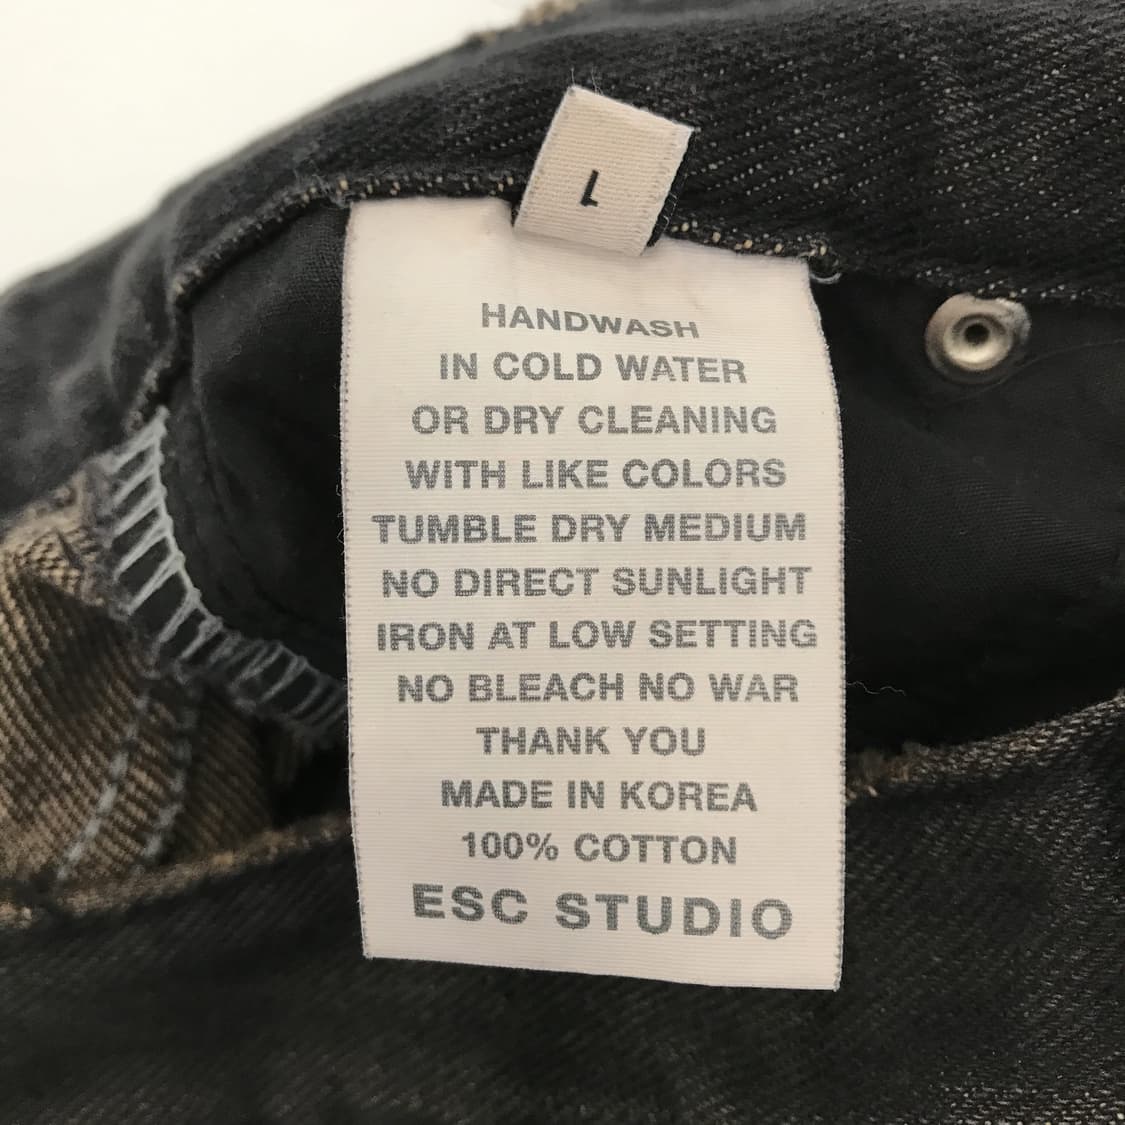 1
HANDWASH
IN COLD WATER
OR DRY CLEANING
WITH LIKE COLORS
TUMBLE DRY MEDIUM
NO DIRECT SUNLIGHT
IRON AT LOW SETTING
NO BLEACH NO WAR
THANK YOU
MADE IN KOREA
100% COTTON
ESC STUDIO